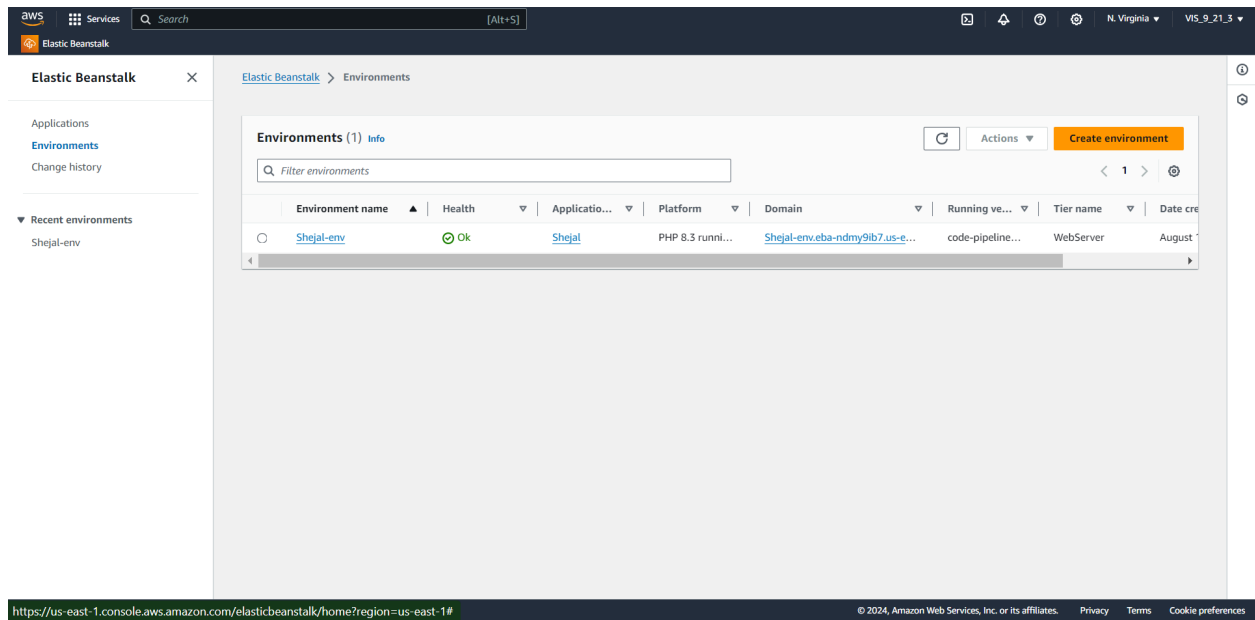 aws Services Search [Alt+S] N. Virginia VIS_9_21_3
Elastic Beanstalk
Elastic Beanstalk
Applications
Environments
Change history
Recent environments
Shejal-env
Elastic Beanstalk Environments
Environments (1) Info Actions Create environment
Filter environments 1
Environment name Health Applicatio... Platform Domain Running ve... Tier name Date cre
Shejal-env Ok Shejal PHP 8.3 runni... Shejal-env.eba-ndmy9ib7.us-e... code-pipeline... WebServer August
https://us-east-1.console.aws.amazon.com/elasticbeanstalk/home?region=us-east-1# © 2024, Amazon Web Services, Inc. or its affiliates. Privacy Terms Cookie preferences